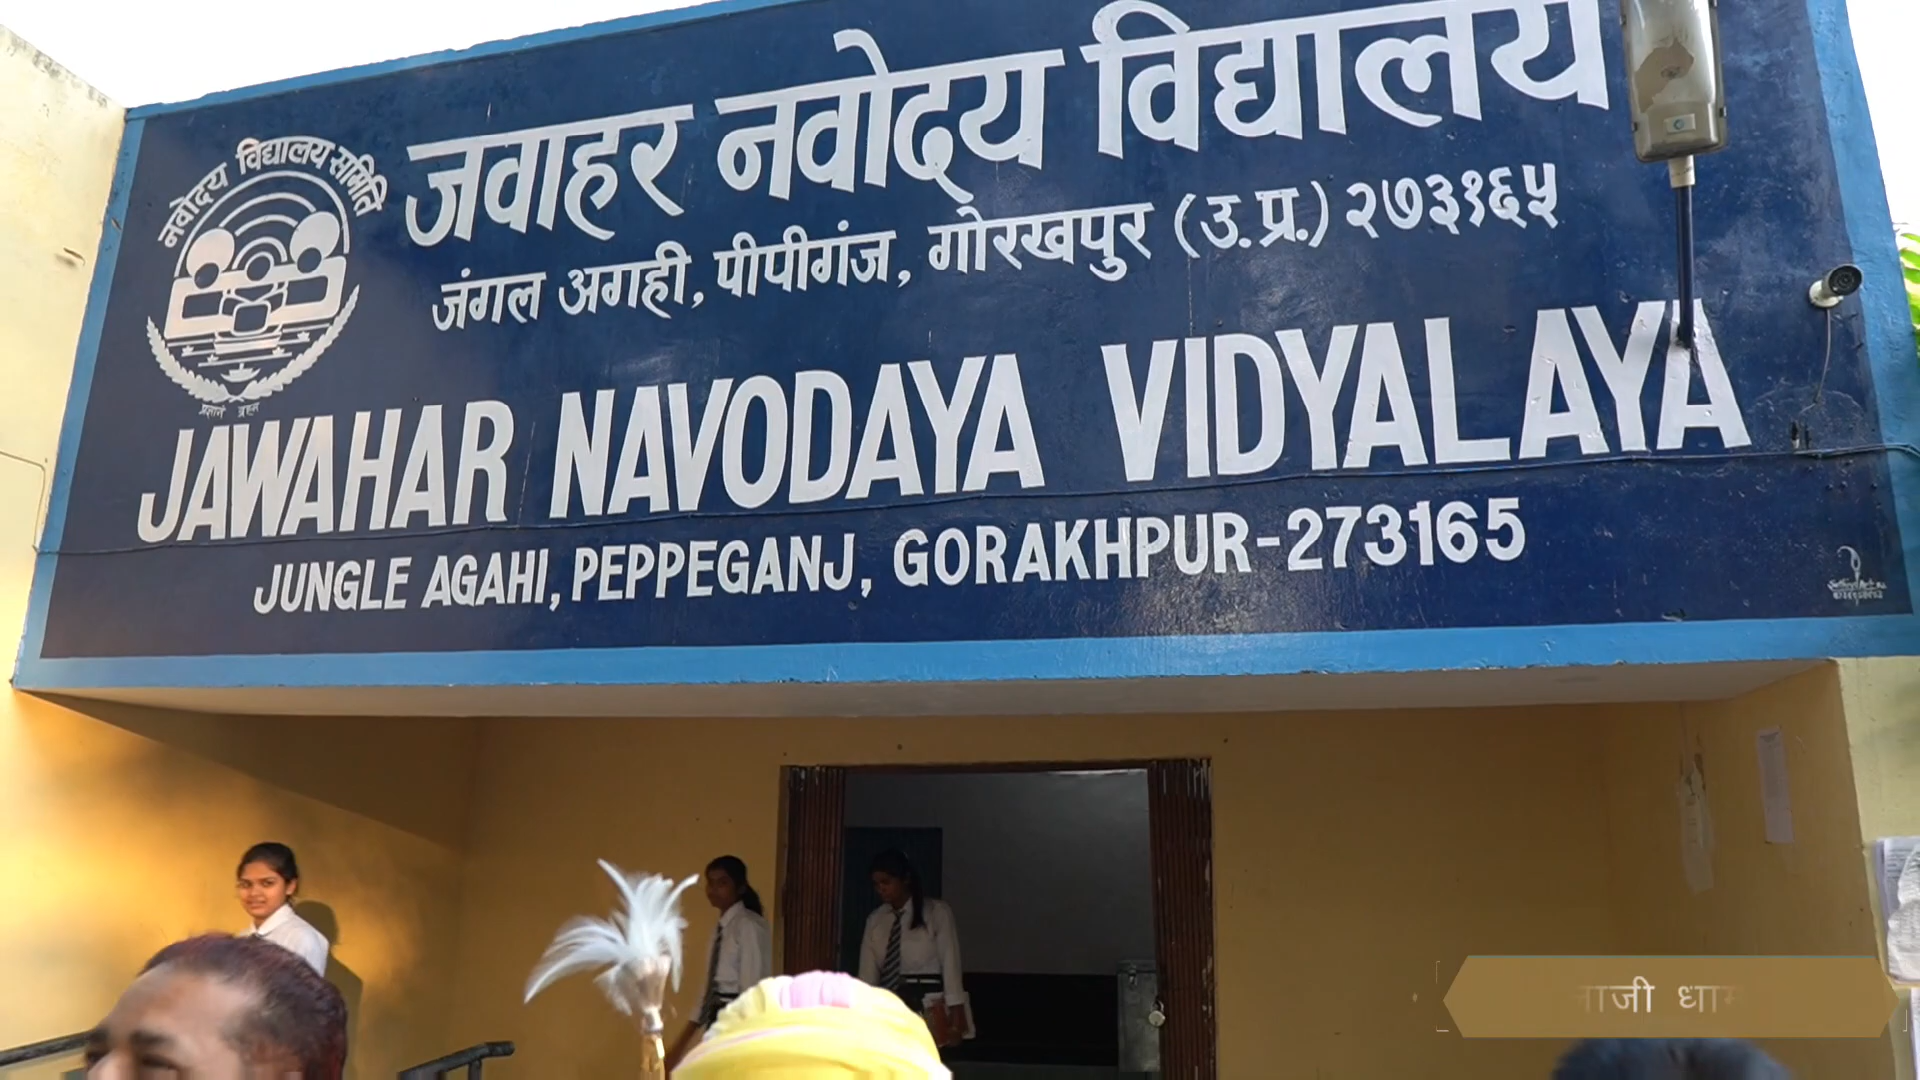 नवोदय विद्यालय समिति
जवाहर नवोदय विद्यालय
जंगल अगही, पीपीगंज, गोरखपुर (उ.प्र.) २७३१६५
JAWAHAR NAVODAYA VIDYALAYA
JUNGLE AGAHI, PEPPEGANJ, GORAKHPUR-273165